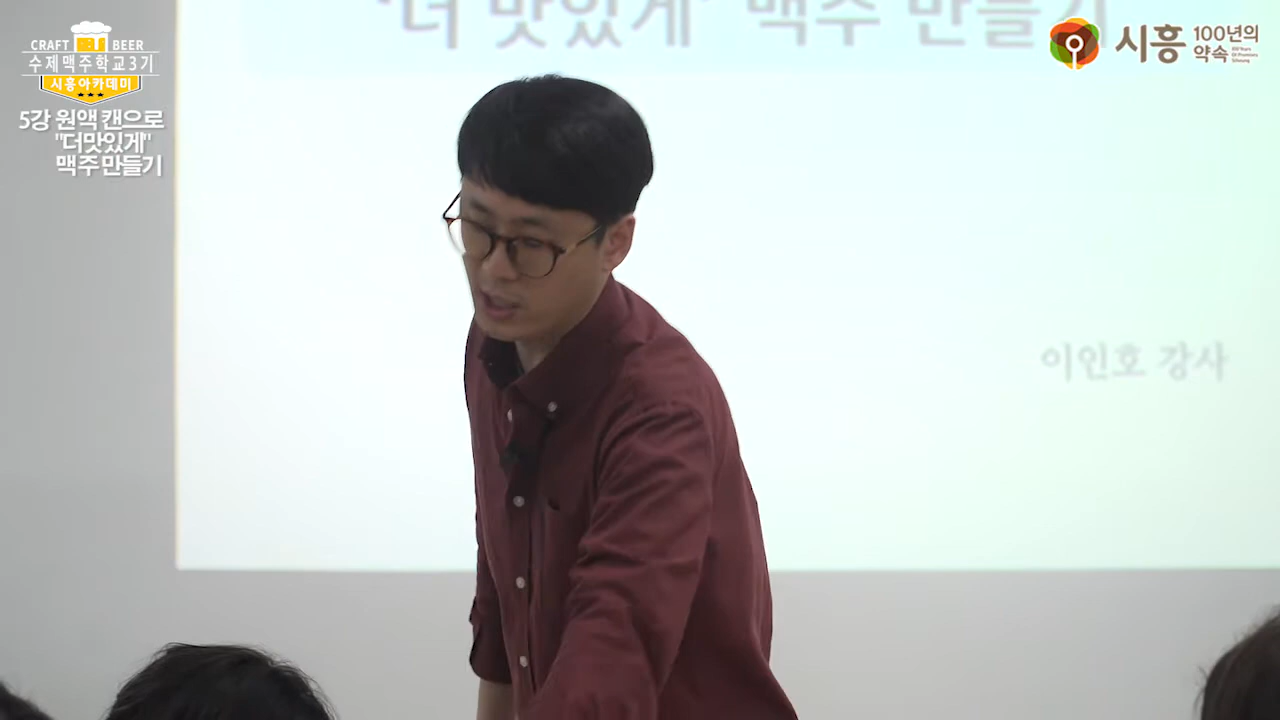 CRAFT BEER
수제맥주학교3기
시흥아카데미
5강 원액 캔으로
"더맛있게"
맥주 만들기
'더 맛있게' 맥주 만들기
시흥 100년의
약속
이인호 강사